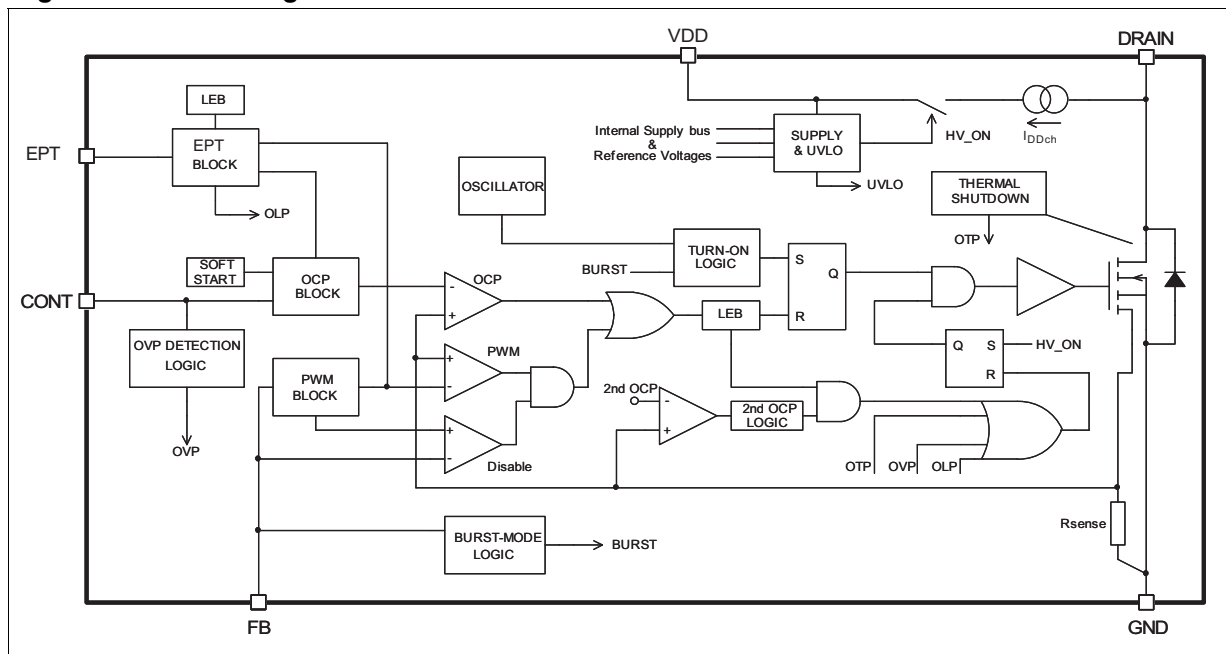 VDD
DRAIN
LEB
EPT
BLOCK
EPT
OLP
Internal Supply bus
&
Reference Voltages
SUPPLY
& UVLO
HV_ON
IDDch
UVLO
OSCILLATOR
THERMAL
SHUTDOWN
OTP
SOFT
START
OCP
BLOCK
CONT
OCP
-
+
BURST
TURN-ON
LOGIC
S
Q
R
LEB
OVP DETECTION
LOGIC
OVP
PWM
BLOCK
PWM
+
-
Q
S
R
HV_ON
2nd OCP
-
+
2nd OCP
LOGIC
+
-
Disable
OTP
OVP
OLP
Rsense
BURST-MODE
LOGIC
BURST
FB
GND